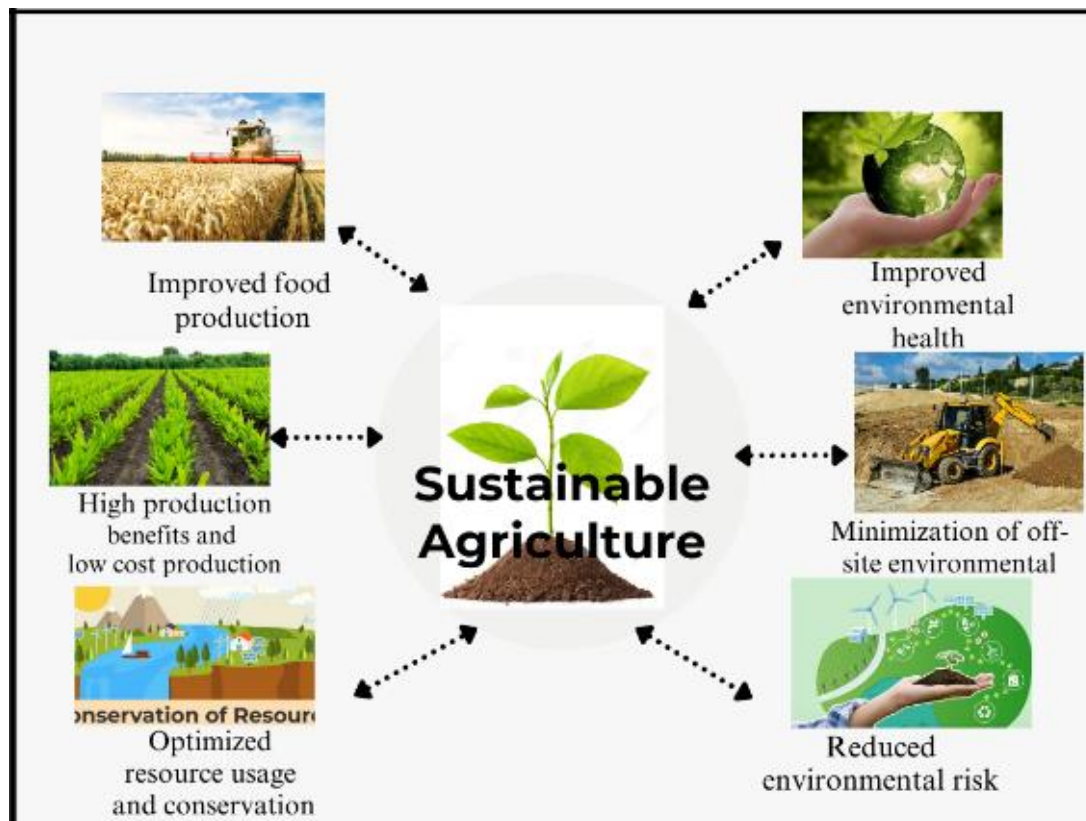 Improved food
production
High production
benefits and
low cost production
onservation of Resour
Optimized
resource usage
and conservation
Sustainable
Agriculture
Improved
environmental
health
Minimization of off-
site environmental
Reduced
environmental risk